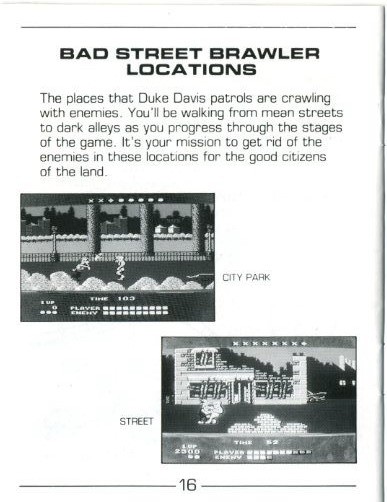 BAD STREET BRAWLER
LOCATIONS
The places that Duke Davis patrols are crawling
with enemies. You'll be walking from mean streets
to dark alleys as you progress through the stages
of the game. It's your mission to get rid of the
enemies in these locations for the good citizens
of the land.
TIME 103
1 UP
0
PLAYER
ENEMY
CITY PARK
STREET
1 UP
2305
TIME 52
PLAYER
ENEMY
16